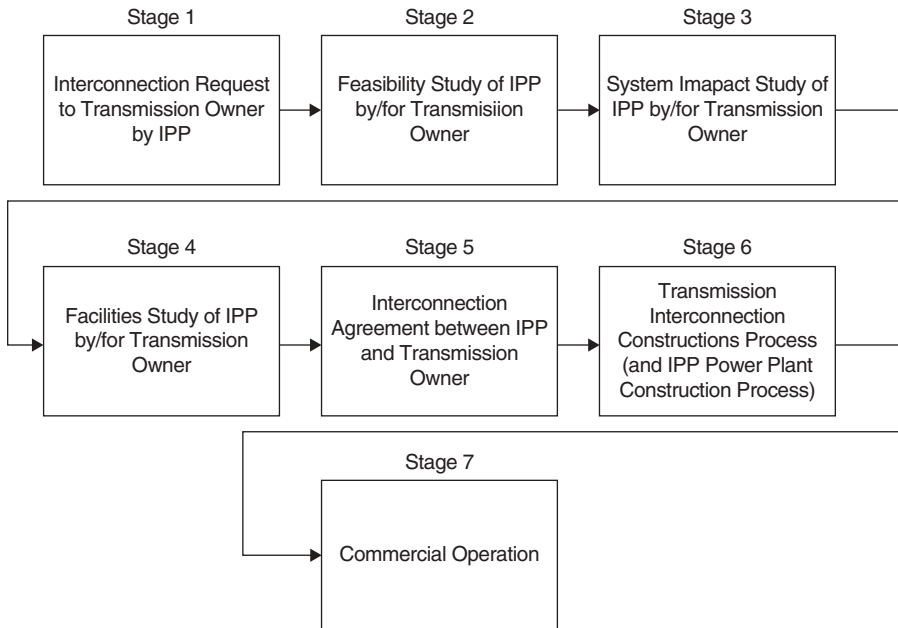 Stage 1
Interconnection Request
to Transmission Owner
by IPP
Stage 2
Feasibility Study of IPP
by/for Transmisiion
Owner
Stage 3
System Imapact Study of
IPP by/for Transmission
Owner
Stage 4
Facilities Study of IPP
by/for Transmission
Owner
Stage 5
Interconnection
Agreement between IPP
and Transmission
Owner
Stage 6
Transmission
Interconnection
Constructions Process
(and IPP Power Plant
Construction Process)
Stage 7
Commercial Operation